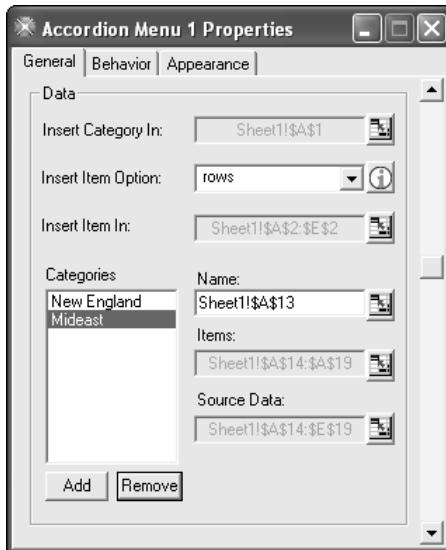 Accordion Menu 1 Properties
General Behavior Appearance
Data
Insert Category In: Sheet1!$A$1
Insert Item Option: rows
Insert Item In: Sheet1!$A$2:$E$2
Categories
New England
Mideast
Name:
Sheet1!$A$13
Items:
Sheet1!$A$14:$A$19
Source Data:
Sheet1!$A$14:$E$19
Add Remove